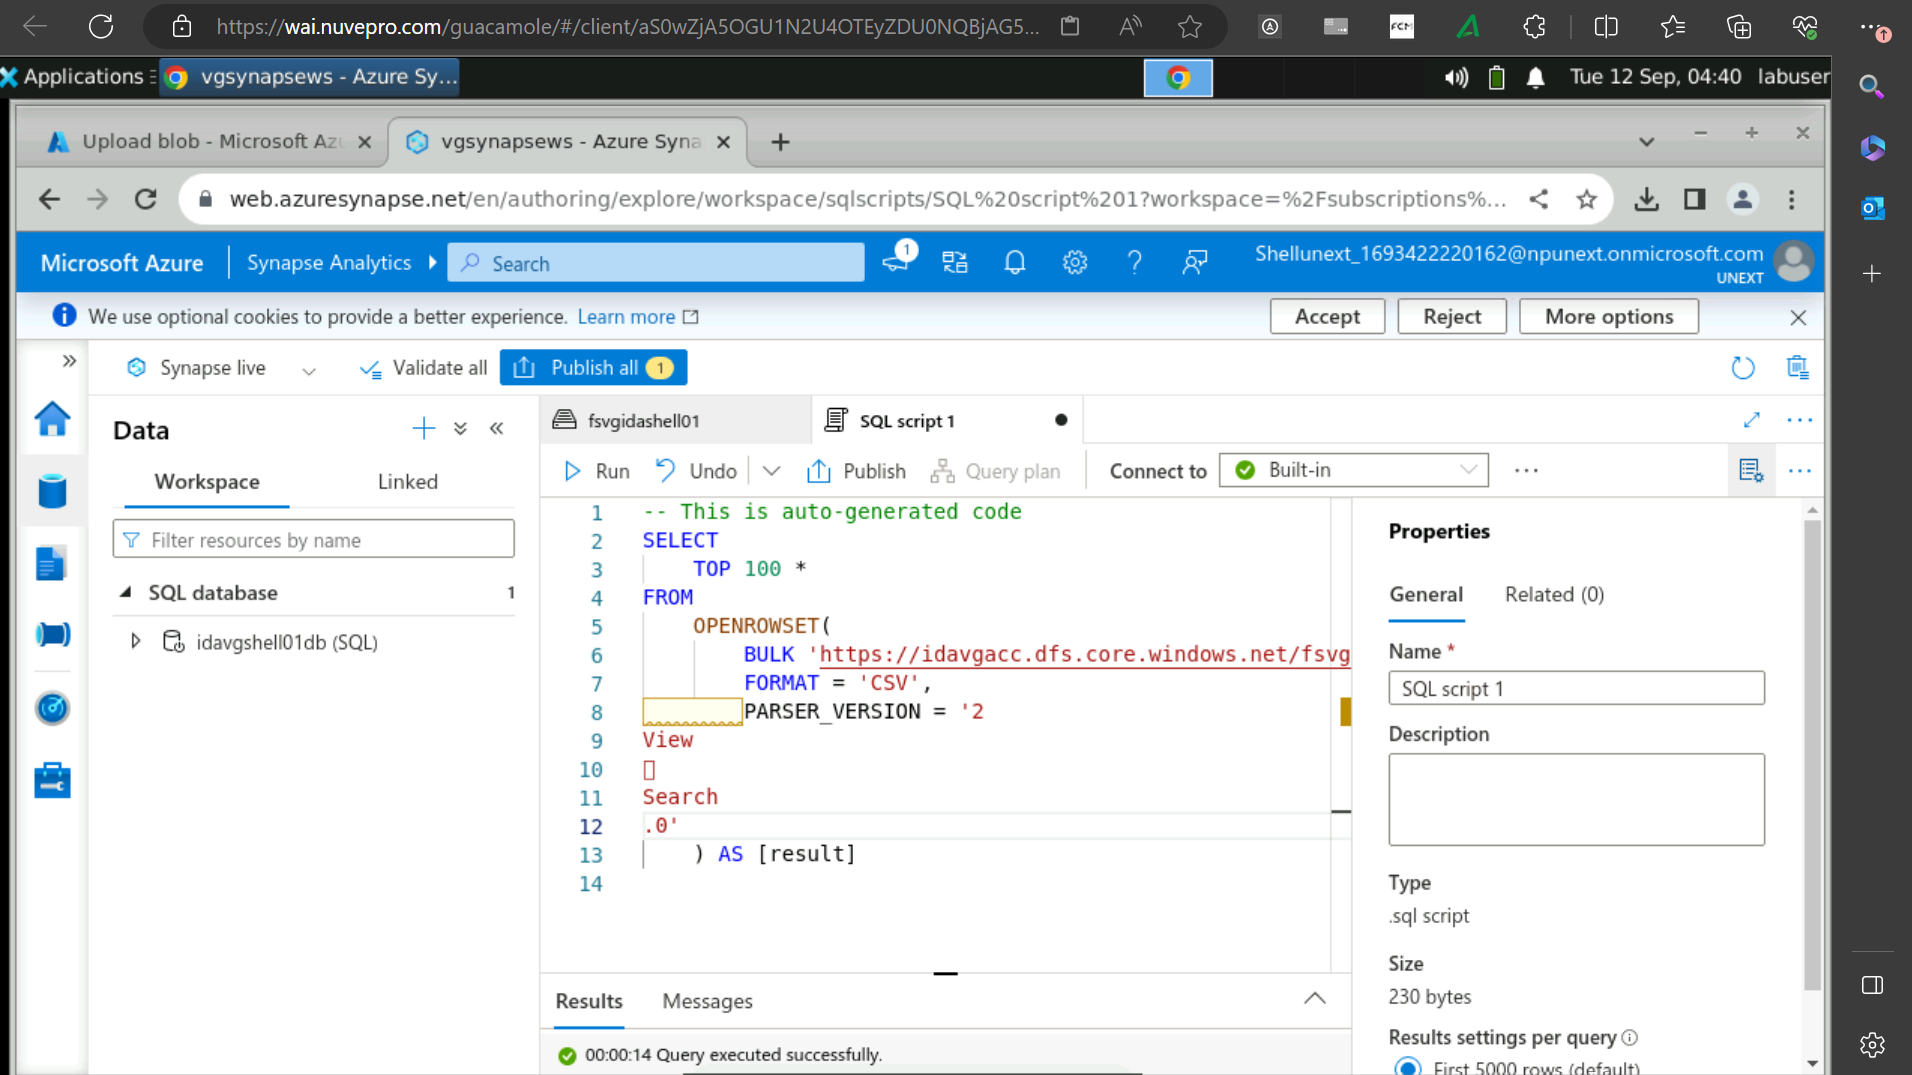 https://wai.nuvepro.com/guacamole/#/client/aS0wZjA5OGU1N2U4OTEyZDU0NQBjAG5...
FCM
Applications
vgsynapsews - Azure Sy...
Tue 12 Sep, 04:40
labuser
Upload blob - Microsoft Azu
vgsynapsews - Azure Syna
web.azuresynapse.net/en/authoring/explore/workspace/sqlscripts/SQL%20script%201?workspace=%2Fsubscriptions%...
Microsoft Azure
Synapse Analytics
Search
1
Shellunext_1693422220162@npunext.onmicrosoft.com
UNEXT
We use optional cookies to provide a better experience. Learn more
Accept
Reject
More options
Synapse live
Validate all
Publish all 1
Data
Workspace
Linked
Filter resources by name
SQL database
1
idavgshell01db (SQL)
fsvgidashell01
SQL script 1
Run
Undo
Publish
Query plan
Connect to
Built-in
1 -- This is auto-generated code
2 SELECT
3 TOP 100 *
4 FROM
5 OPENROWSET(
6 BULK 'https://idavgacc.dfs.core.windows.net/fsvg
7 FORMAT = 'CSV',
8 PARSER_VERSION = '2
9 View
10
11 Search
12 .0'
13 ) AS [result]
14
Results
Messages
00:00:14 Query executed successfully.
Properties
General
Related (0)
Name *
SQL script 1
Description
Type
.sql script
Size
230 bytes
Results settings per query
First 5000 rows (default)